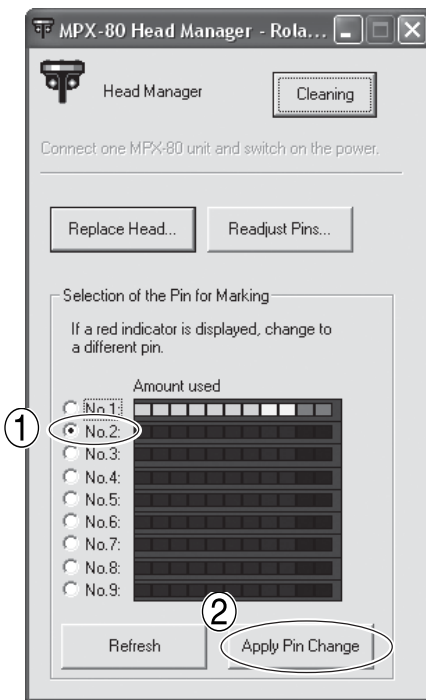 MPX-80 Head Manager - Rola...
Head Manager
Cleaning
Connect one MPX-80 unit and switch on the power.
Replace Head...
Readjust Pins...
Selection of the Pin for Marking
If a red indicator is displayed, change to
a different pin.
Amount used
No.1:
1
No.2:
No.3:
No.4:
No.5:
No.6:
No.7:
No.8:
No.9:
2
Refresh
Apply Pin Change